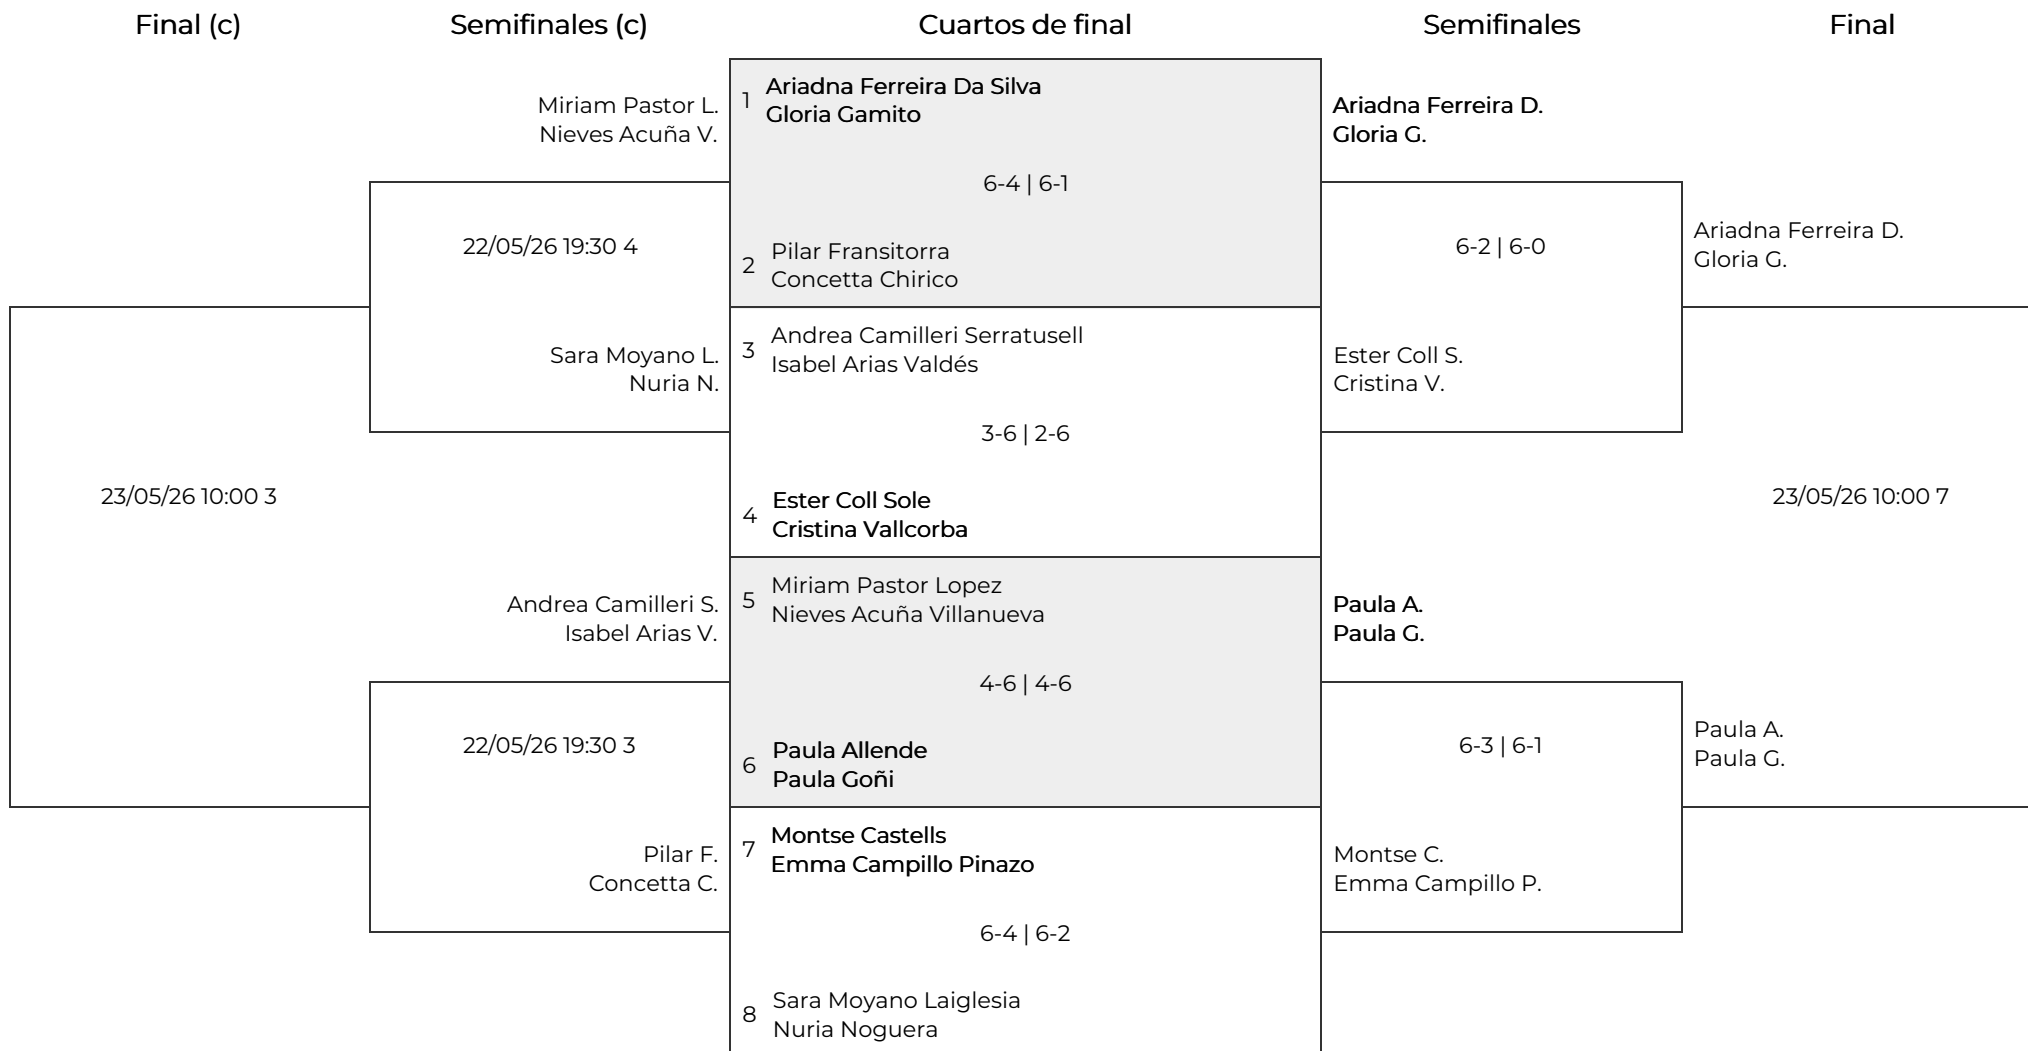 Final (c)
Semifinales (c)
Cuartos de final
Semifinales
Final
Miriam Pastor L.
Nieves Acuña V.
22/05/26 19:30 4
Sara Moyano L.
Nuria N.
23/05/26 10:00 3
Andrea Camilleri S.
Isabel Arias V.
22/05/26 19:30 3
Pilar F.
Concetta C.
1 Ariadna Ferreira Da Silva
Gloria Gamito
6-4 | 6-1
2 Pilar Fransitorra
Concetta Chirico
3 Andrea Camilleri Serratusell
Isabel Arias Valdés
3-6 | 2-6
4 Ester Coll Sole
Cristina Vallcorba
5 Miriam Pastor Lopez
Nieves Acuña Villanueva
4-6 | 4-6
6 Paula Allende
Paula Goñi
7 Montse Castells
Emma Campillo Pinazo
6-4 | 6-2
8 Sara Moyano Laiglesia
Nuria Noguera
Ariadna Ferreira D.
Gloria G.
6-2 | 6-0
Ester Coll S.
Cristina V.
Paula A.
Paula G.
6-3 | 6-1
Montse C.
Emma Campillo P.
Ariadna Ferreira D.
Gloria G.
23/05/26 10:00 7
Paula A.
Paula G.